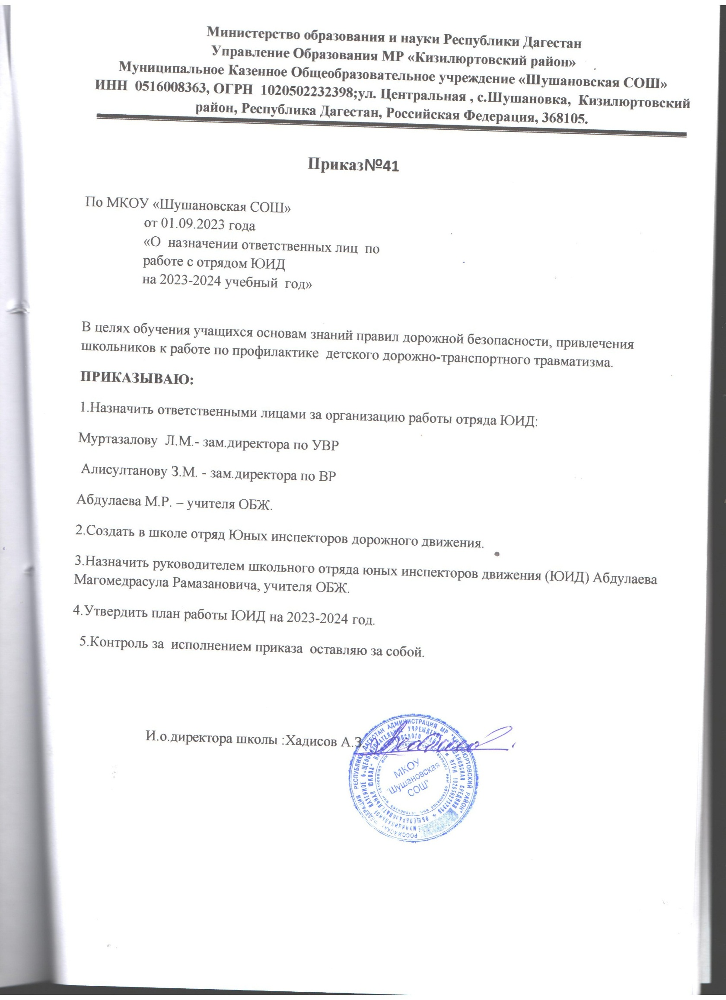 Министерство образования и науки Республики Дагестан
Управление Образования МР «Кизилюртовский район»
Муниципальное Казенное Общеобразовательное учреждение «Шушановская СОШ»
ИНН 0516008363, ОГРН 1020502232398;ул. Центральная , с.Шушановка, Кизилюртовский
район, Республика Дагестан, Российская Федерация, 368105.
Приказ№41
По МКОУ «Шушановская СОШ»
от 01.09.2023 года
«О назначении ответственных лиц по
работе с отрядом ЮИД
на 2023-2024 учебный год»
В целях обучения учащихся основам знаний правил дорожной безопасности, привлечения
школьников к работе по профилактике детского дорожно-транспортного травматизма.
ПРИКАЗЫВАЮ:
1.Назначить ответственными лицами за организацию работы отряда ЮИД:
Муртазалову Л.М.- зам.директора по УВР
Алисултанову З.М. - зам.директора по ВР
Абдулаева М.Р. – учителя ОБЖ.
2.Создать в школе отряд Юных инспекторов дорожного движения.
3.Назначить руководителем школьного отряда юных инспекторов движения (ЮИД) Абдулаева
Магомедрасула Рамазановича, учителя ОБЖ.
4.Утвердить план работы ЮИД на 2023-2024 год.
5.Контроль за исполнением приказа оставляю за собой.
И.о.директора школы :Хадисов А.З
РЕСПУБЛИКА ДАГЕСТАН АДМИНИСТРАЦИЯ МР "КИЗИЛЮРТОВСКИЙ РАЙОН"
МКОУ
"Шушановская
СОШ"